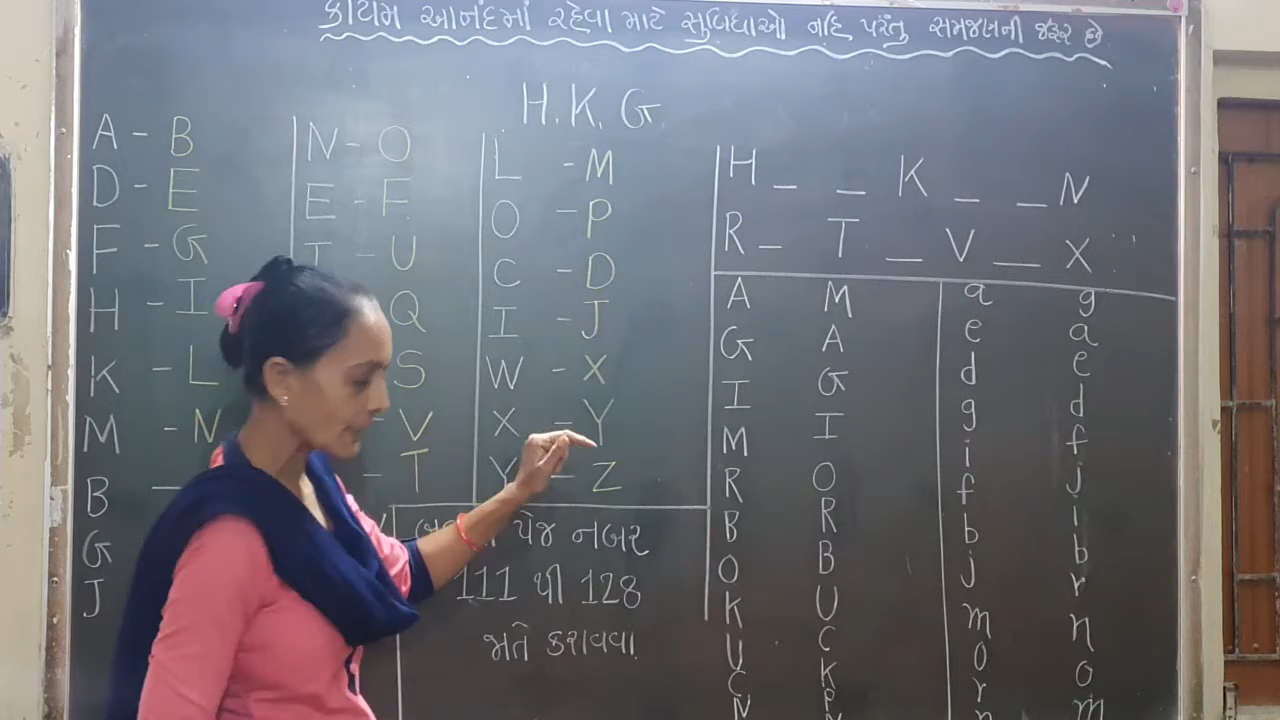 કાયમ આનંદમાં રહેવા માટે સુવિધાઓ નહિ પરંતુ સમજણની જરૂર છે
H. K. G.
A - B
D - E
F - G
H - I
K - L
M - N
B -
G
J
N - O
E - F
T - U
Q
S
- V
- T
L - M
O - P
C - D
I - J
W - X
X - Y
Y - Z
પેજ નંબર
111 થી 128
જાતે કરાવવા
H _ _ K _ _ N
R _ T _ V _ X
A M
G A
I G
M I
R O
B R
O B
K U
U C
C K
N P
a g
e a
d e
g d
i f
f j
b i
j b
m r
o n
r o
n m